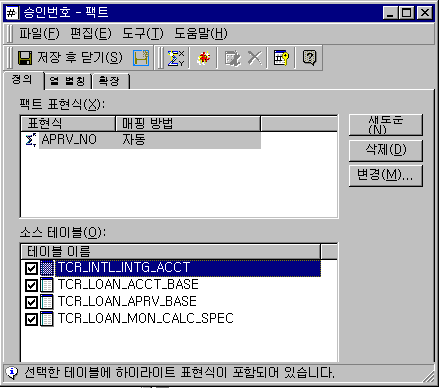 승인번호 - 팩트
파일(F) 편집(E) 도구(T) 도움말(H)
저장 후 닫기(S)
정의 열 별칭 확장
팩트 표현식(X):
표현식 매핑 방법
APRV_NO 자동
새로운(N)
삭제(D)
변경(M)...
소스 테이블(O):
테이블 이름
TCR_INTL_INTG_ACCT
TCR_LOAN_ACCT_BASE
TCR_LOAN_APRV_BASE
TCR_LOAN_MON_CALC_SPEC
선택한 테이블에 하이라이트 표현식이 포함되어 있습니다.